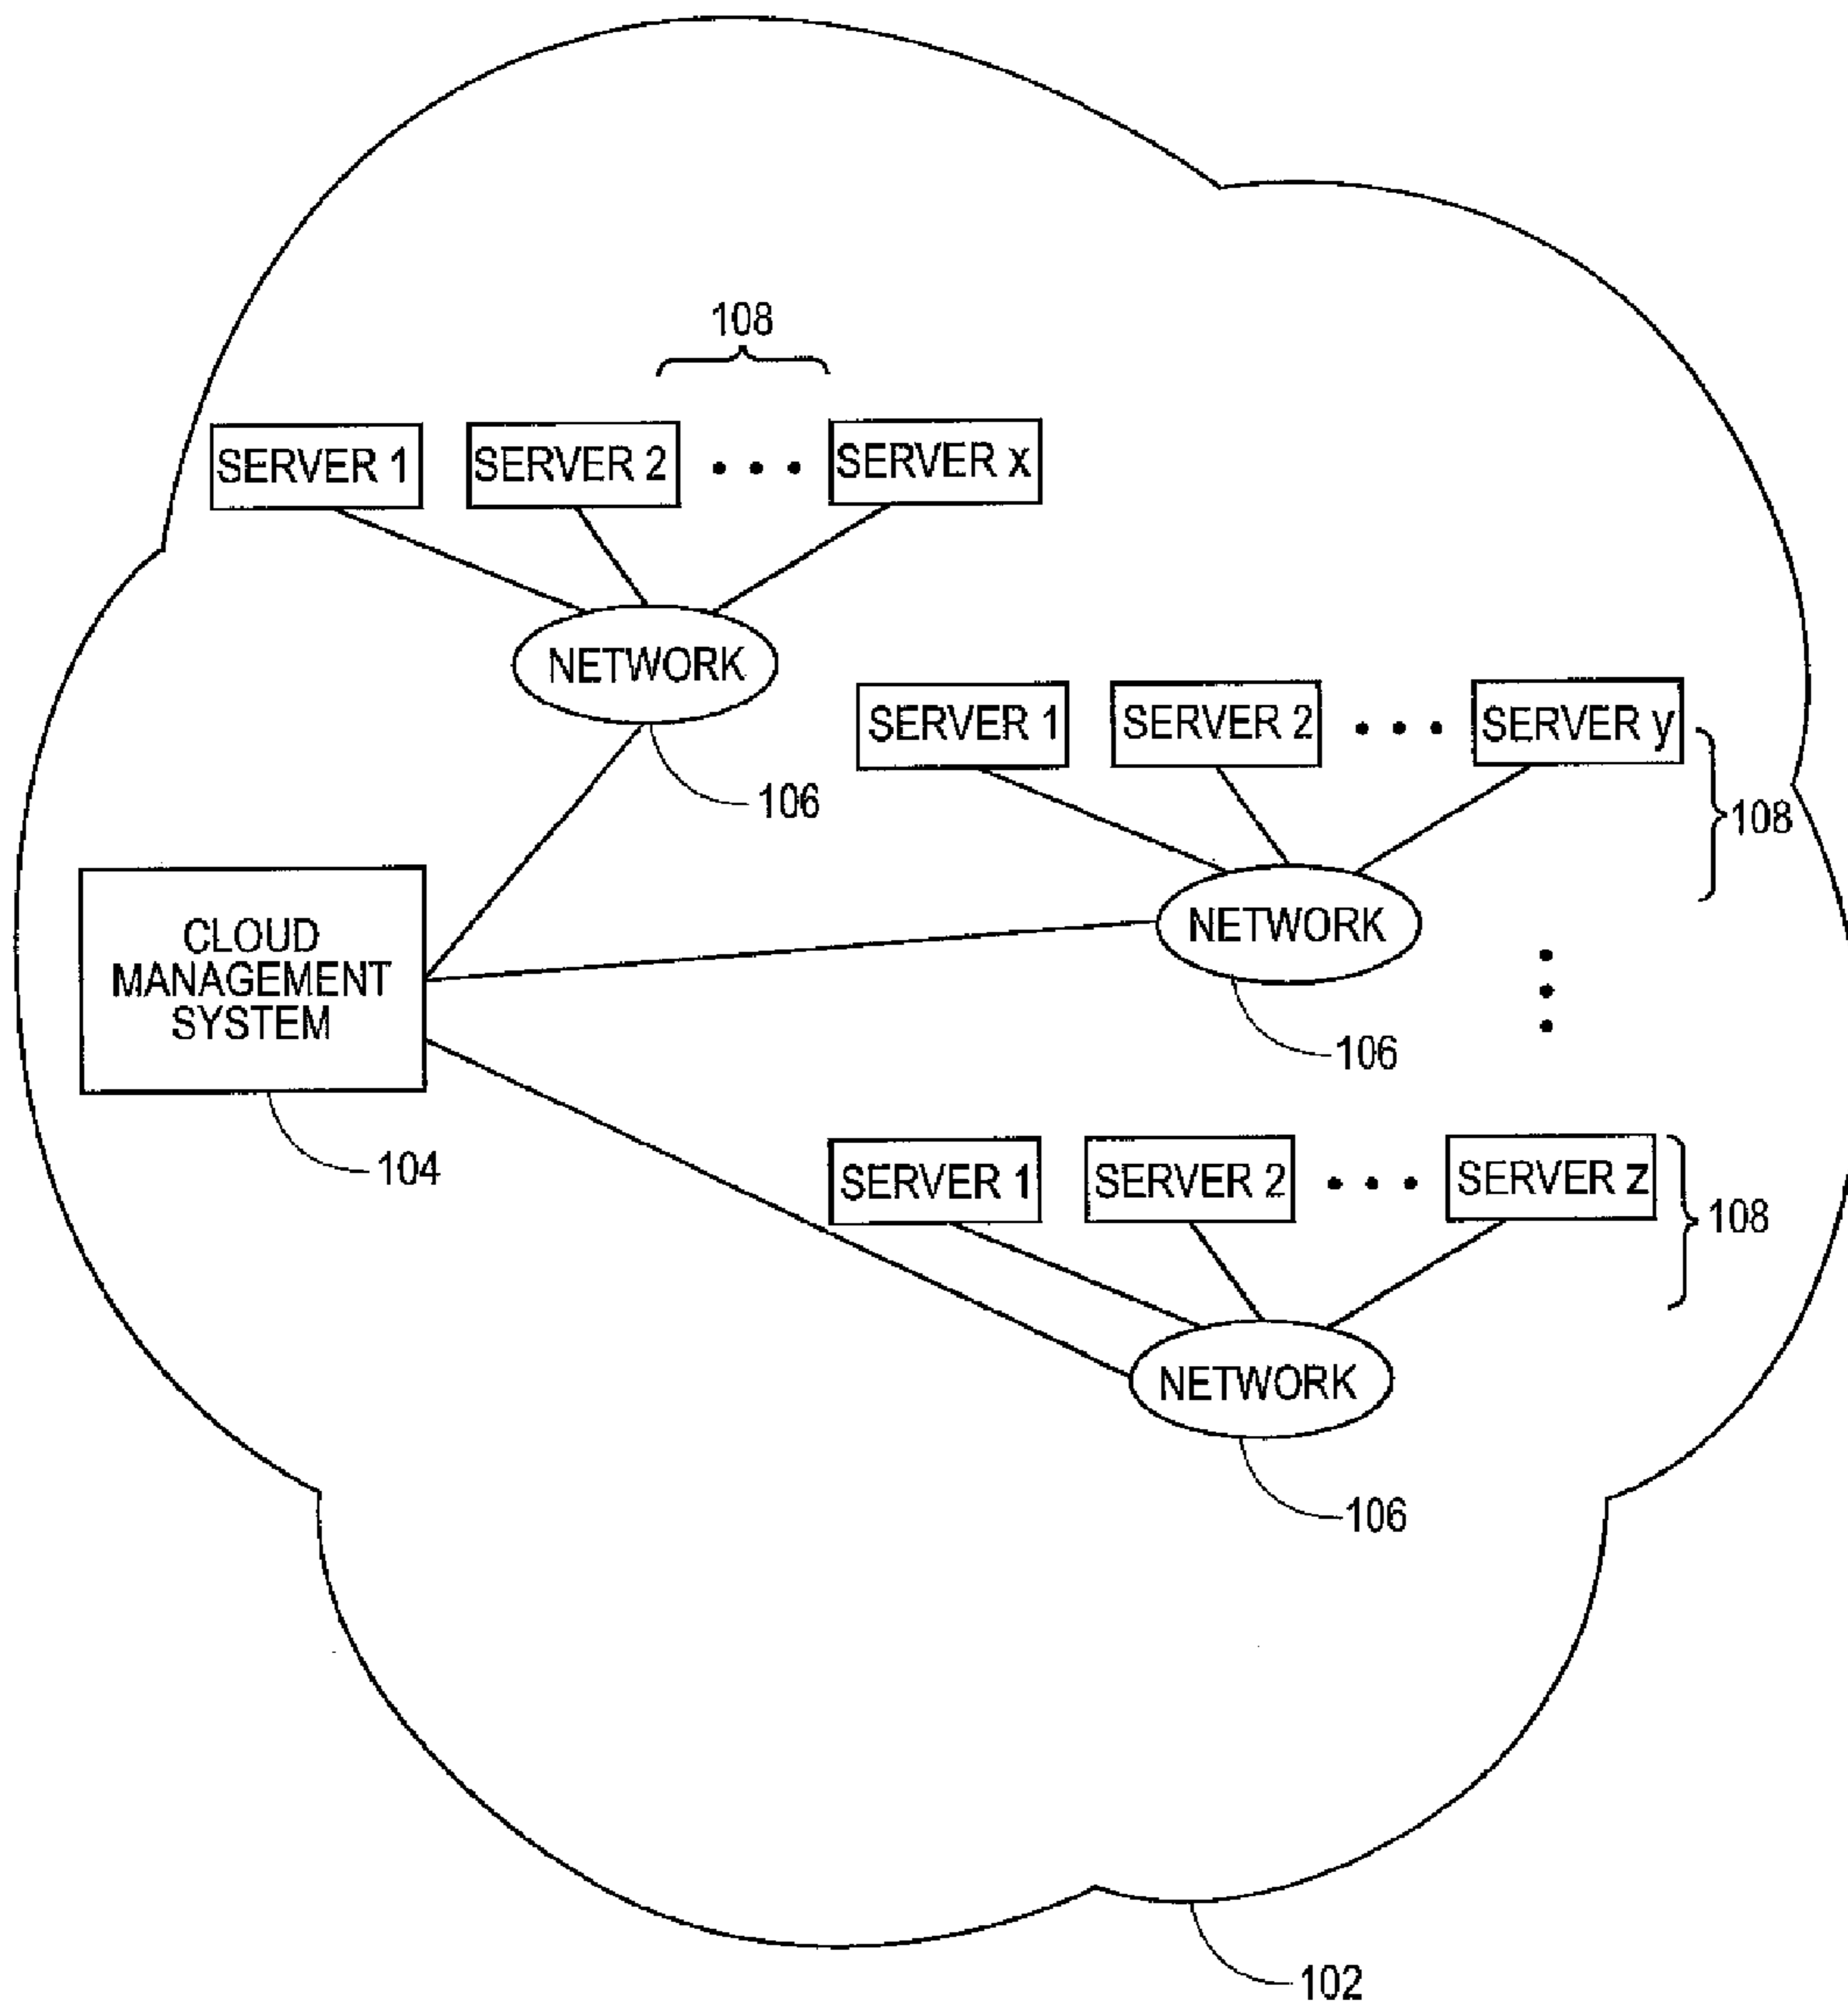 108
SERVER 1 SERVER 2 • • • SERVER x
NETWORK
106
SERVER 1 SERVER 2 • • • SERVER y
108
NETWORK
106
CLOUD
MANAGEMENT
SYSTEM
104
SERVER 1 SERVER 2 • • • SERVER z
108
NETWORK
106
102